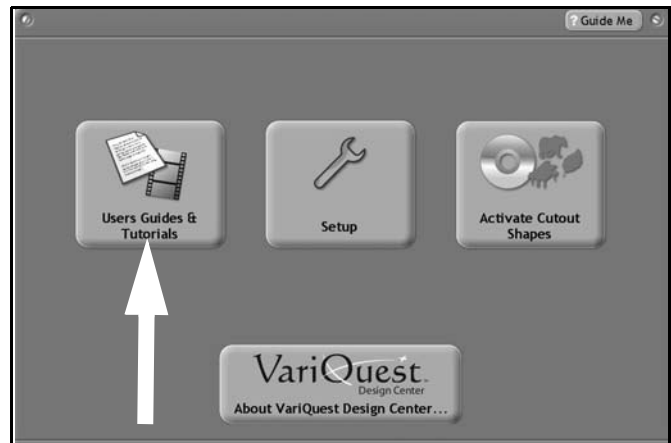 ? Guide Me
Users Guides &
Tutorials
Setup
Activate Cutout
Shapes
VariQuest
Design Center
About VariQuest Design Center...